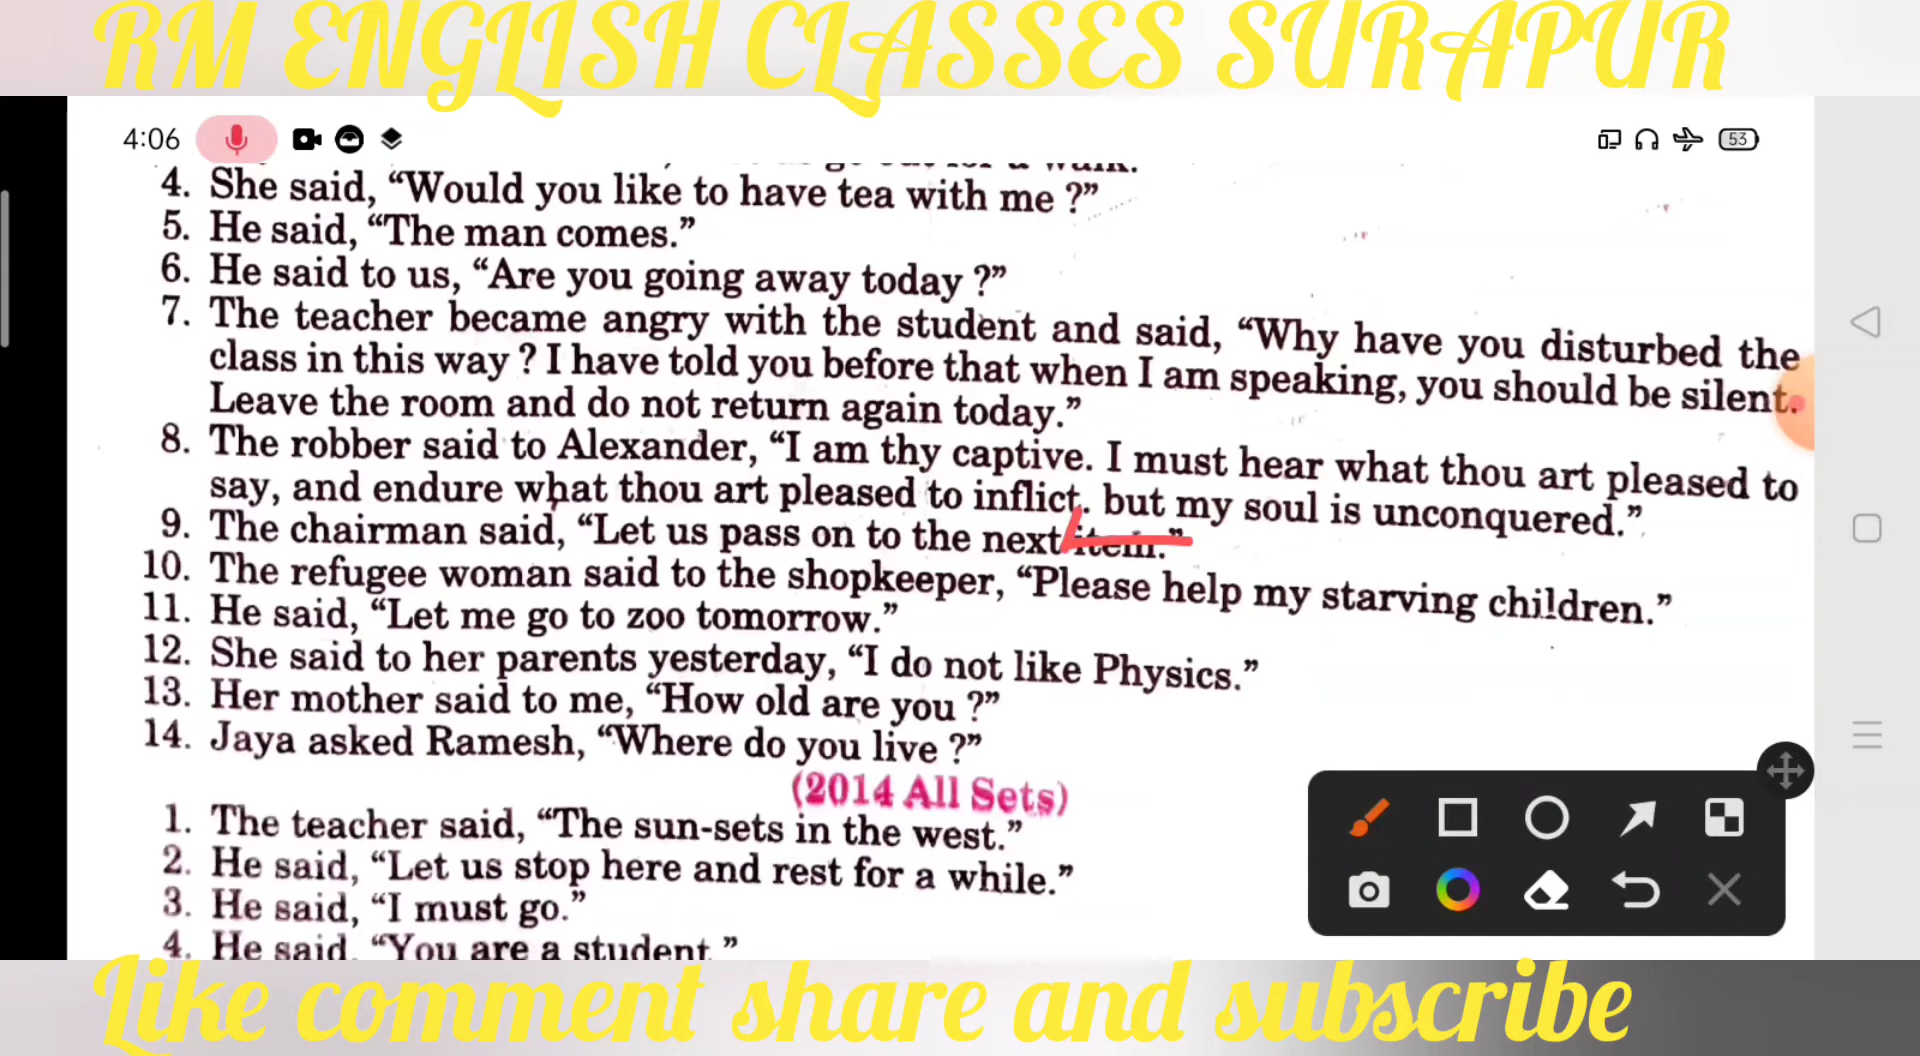 RM ENGLISH CLASSES SURAPUR
4:06
53
4. She said, “Would you like to have tea with me ?”
5. He said, “The man comes.”
6. He said to us, “Are you going away today ?”
7. The teacher became angry with the student and said, “Why have you disturbed the
class in this way ? I have told you before that when I am speaking, you should be silent.
Leave the room and do not return again today.”
8. The robber said to Alexander, “I am thy captive. I must hear what thou art pleased to
say, and endure what thou art pleased to inflict. but my soul is unconquered.”
9. The chairman said, “Let us pass on to the next item.”
10. The refugee woman said to the shopkeeper, “Please help my starving children.”
11. He said, “Let me go to zoo tomorrow.”
12. She said to her parents yesterday, “I do not like Physics.”
13. Her mother said to me, “How old are you ?”
14. Jaya asked Ramesh, “Where do you live ?”
(2014 All Sets)
1. The teacher said, “The sun-sets in the west.”
2. He said, “Let us stop here and rest for a while.”
3. He said, “I must go.”
4. He said, “You are a student.”
Like comment share and subscribe